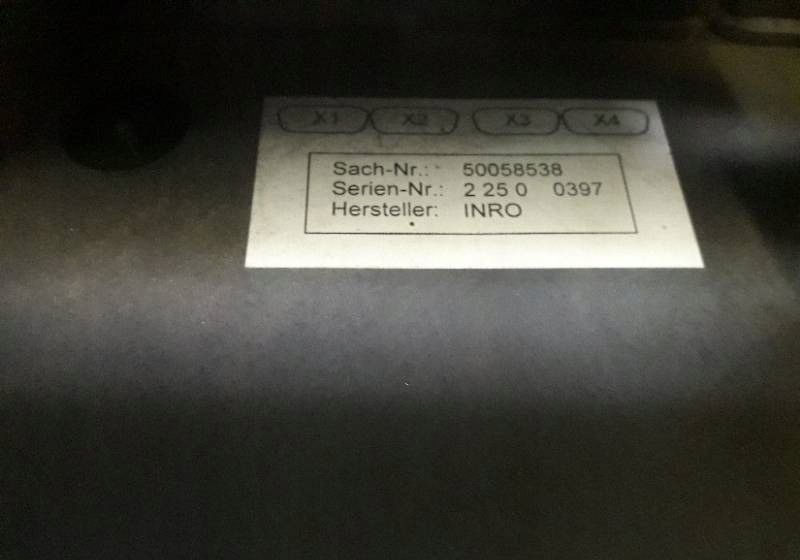 X1 X2 X3 X4
Sach-Nr.: 50058538
Serien-Nr.: 2 25 0 0397
Hersteller: INRO